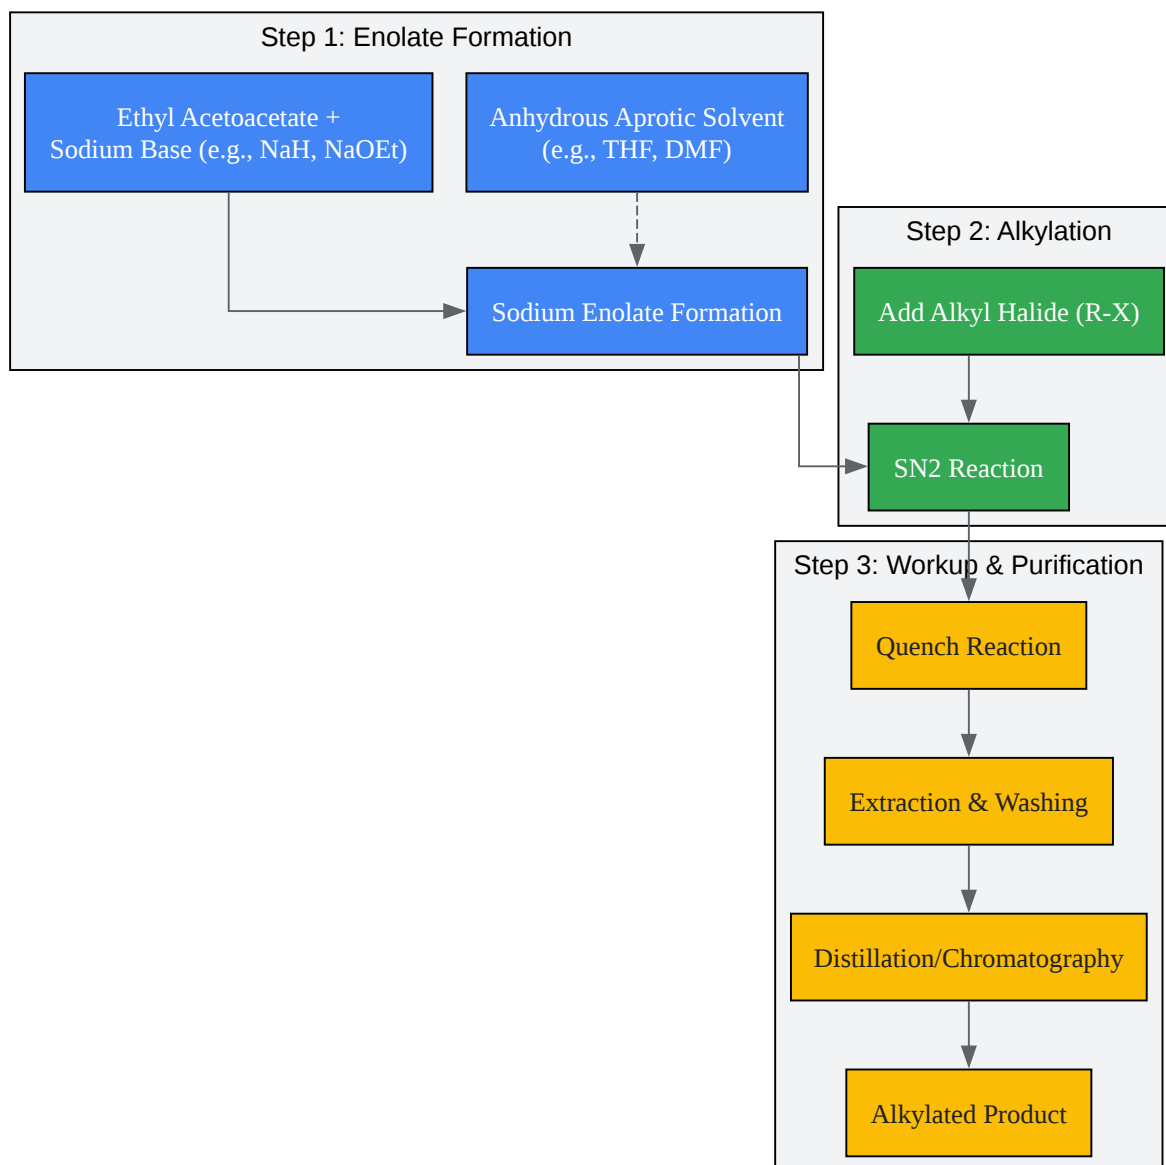 Step 1: Enolate Formation
Ethyl Acetoacetate +
Sodium Base (e.g., NaH, NaOEt)
Anhydrous Aprotic Solvent
(e.g., THF, DMF)
Sodium Enolate Formation
Step 2: Alkylation
Add Alkyl Halide (R-X)
SN2 Reaction
Step 3: Workup & Purification
Quench Reaction
Extraction & Washing
Distillation/Chromatography
Alkylated Product